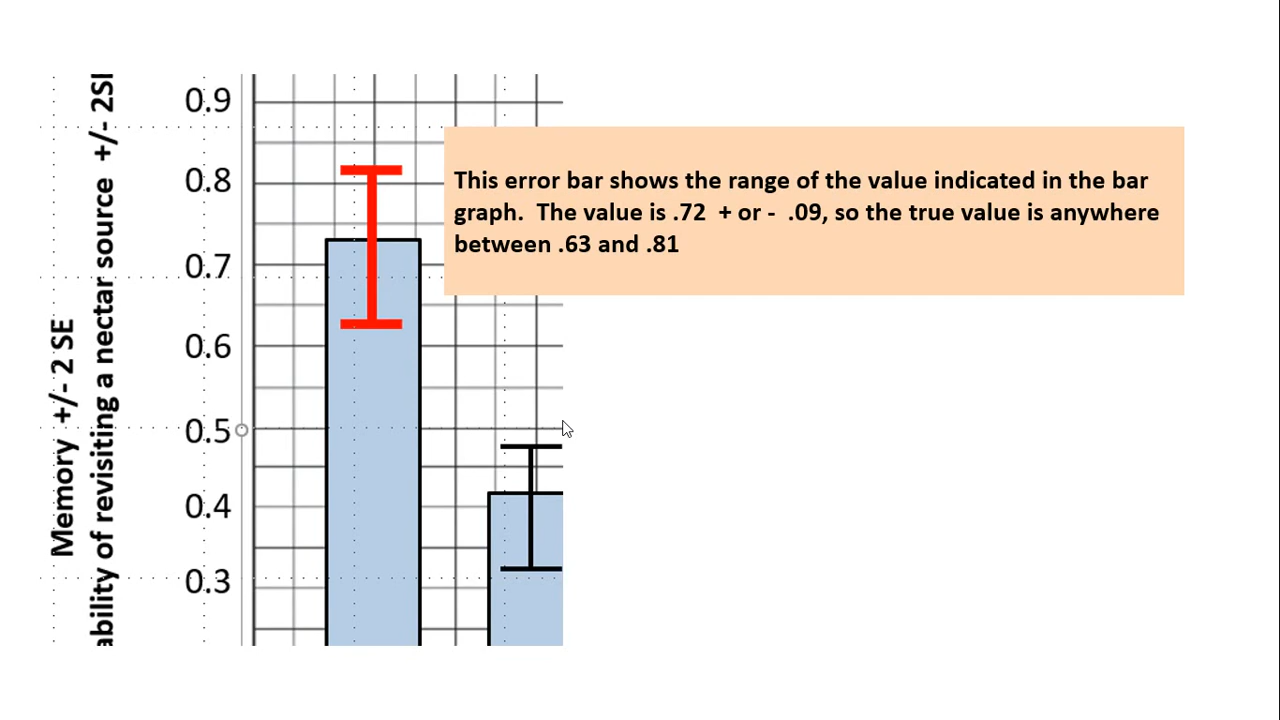 Memory +/- 2 SE
ability of revisiting a nectar source +/- 2S
0.9
0.8
0.7
0.6
0.5
0.4
0.3
This error bar shows the range of the value indicated in the bar
graph. The value is .72 + or - .09, so the true value is anywhere
between .63 and .81